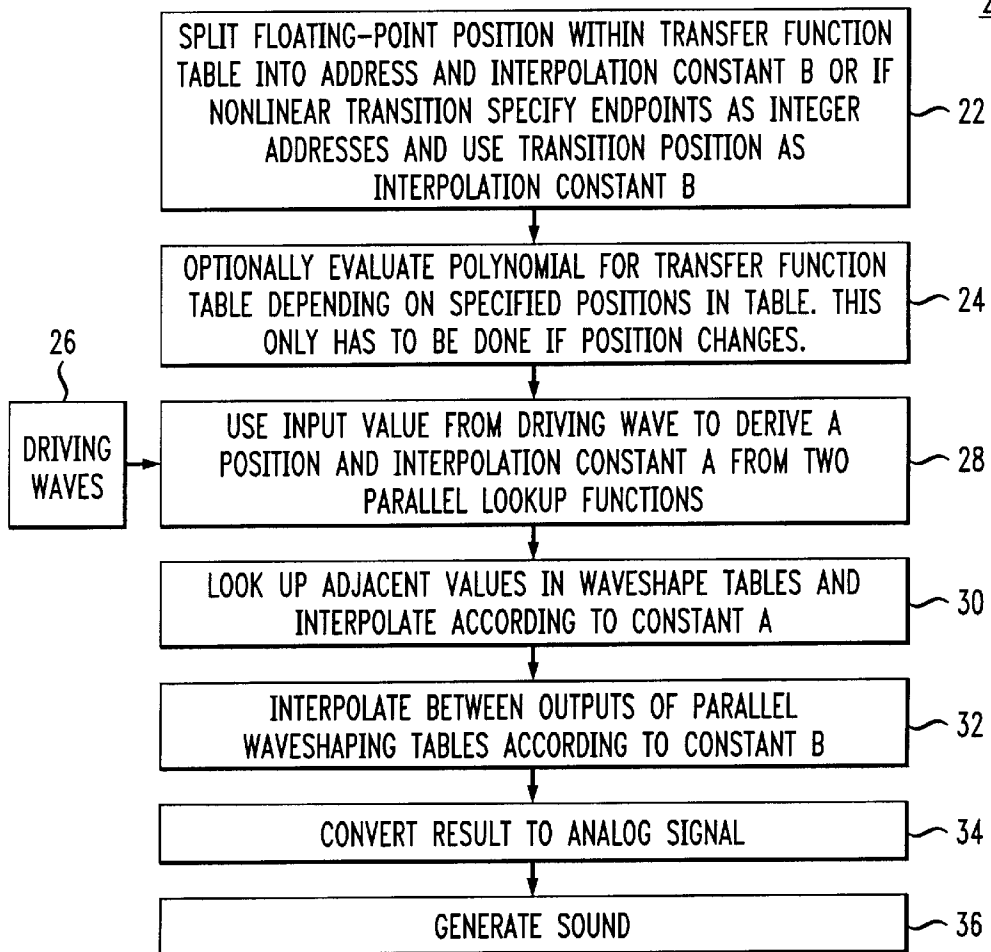 2
SPLIT FLOATING-POINT POSITION WITHIN TRANSFER FUNCTION
TABLE INTO ADDRESS AND INTERPOLATION CONSTANT B OR IF
NONLINEAR TRANSITION SPECIFY ENDPOINTS AS INTEGER
ADDRESSES AND USE TRANSITION POSITION AS
INTERPOLATION CONSTANT B
22
OPTIONALLY EVALUATE POLYNOMIAL FOR TRANSFER FUNCTION
TABLE DEPENDING ON SPECIFIED POSITIONS IN TABLE. THIS
ONLY HAS TO BE DONE IF POSITION CHANGES.
24
26
DRIVING
WAVES
USE INPUT VALUE FROM DRIVING WAVE TO DERIVE A
POSITION AND INTERPOLATION CONSTANT A FROM TWO
PARALLEL LOOKUP FUNCTIONS
28
LOOK UP ADJACENT VALUES IN WAVESHAPE TABLES AND
INTERPOLATE ACCORDING TO CONSTANT A
30
INTERPOLATE BETWEEN OUTPUTS OF PARALLEL
WAVESHAPING TABLES ACCORDING TO CONSTANT B
32
CONVERT RESULT TO ANALOG SIGNAL
34
GENERATE SOUND
36